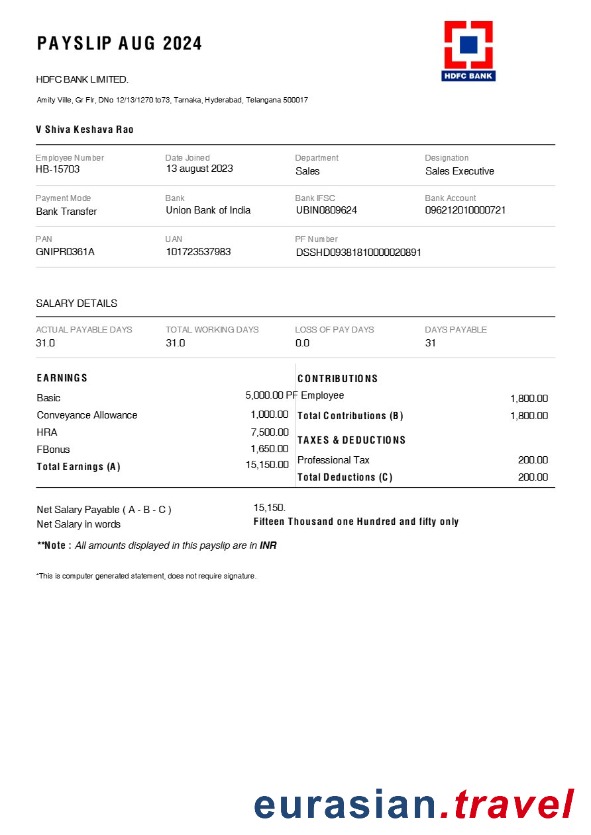 PAYSLIP AUG 2024
HDFC BANK
HDFC BANK LIMITED.
Amity Ville, Gr Flr, DNo 12/13/1270 to73, Tarnaka, Hyderabad, Telangana 500017
V Shiva Keshava Rao
Employee Number Date Joined Department Designation
HB-15703 13 august 2023 Sales Sales Executive
Payment Mode Bank Bank IFSC Bank Account
Bank Transfer Union Bank of India UBIN0809624 096212010000721
PAN UAN PF Number
GNIPR0361A 101723537983 DSSHD09381810000020891
SALARY DETAILS
ACTUAL PAYABLE DAYS TOTAL WORKING DAYS LOSS OF PAY DAYS DAYS PAYABLE
31.0 31.0 0.0 31
EARNINGS CONTRIBUTIONS
Basic 5,000.00 PF Employee 1,800.00
Conveyance Allowance 1,000.00 Total Contributions (B) 1,800.00
HRA 7,500.00 TAXES & DEDUCTIONS
FBonus 1,650.00
Total Earnings (A) 15,150.00 Professional Tax 200.00
Total Deductions (C) 200.00
Net Salary Payable ( A - B - C ) 15,150.
Net Salary in words Fifteen Thousand one Hundred and fifty only
**Note : All amounts displayed in this payslip are in INR
*This is computer generated statement, does not require signature.
eurasian.travel